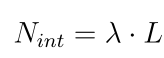 N_{int} = λ · L